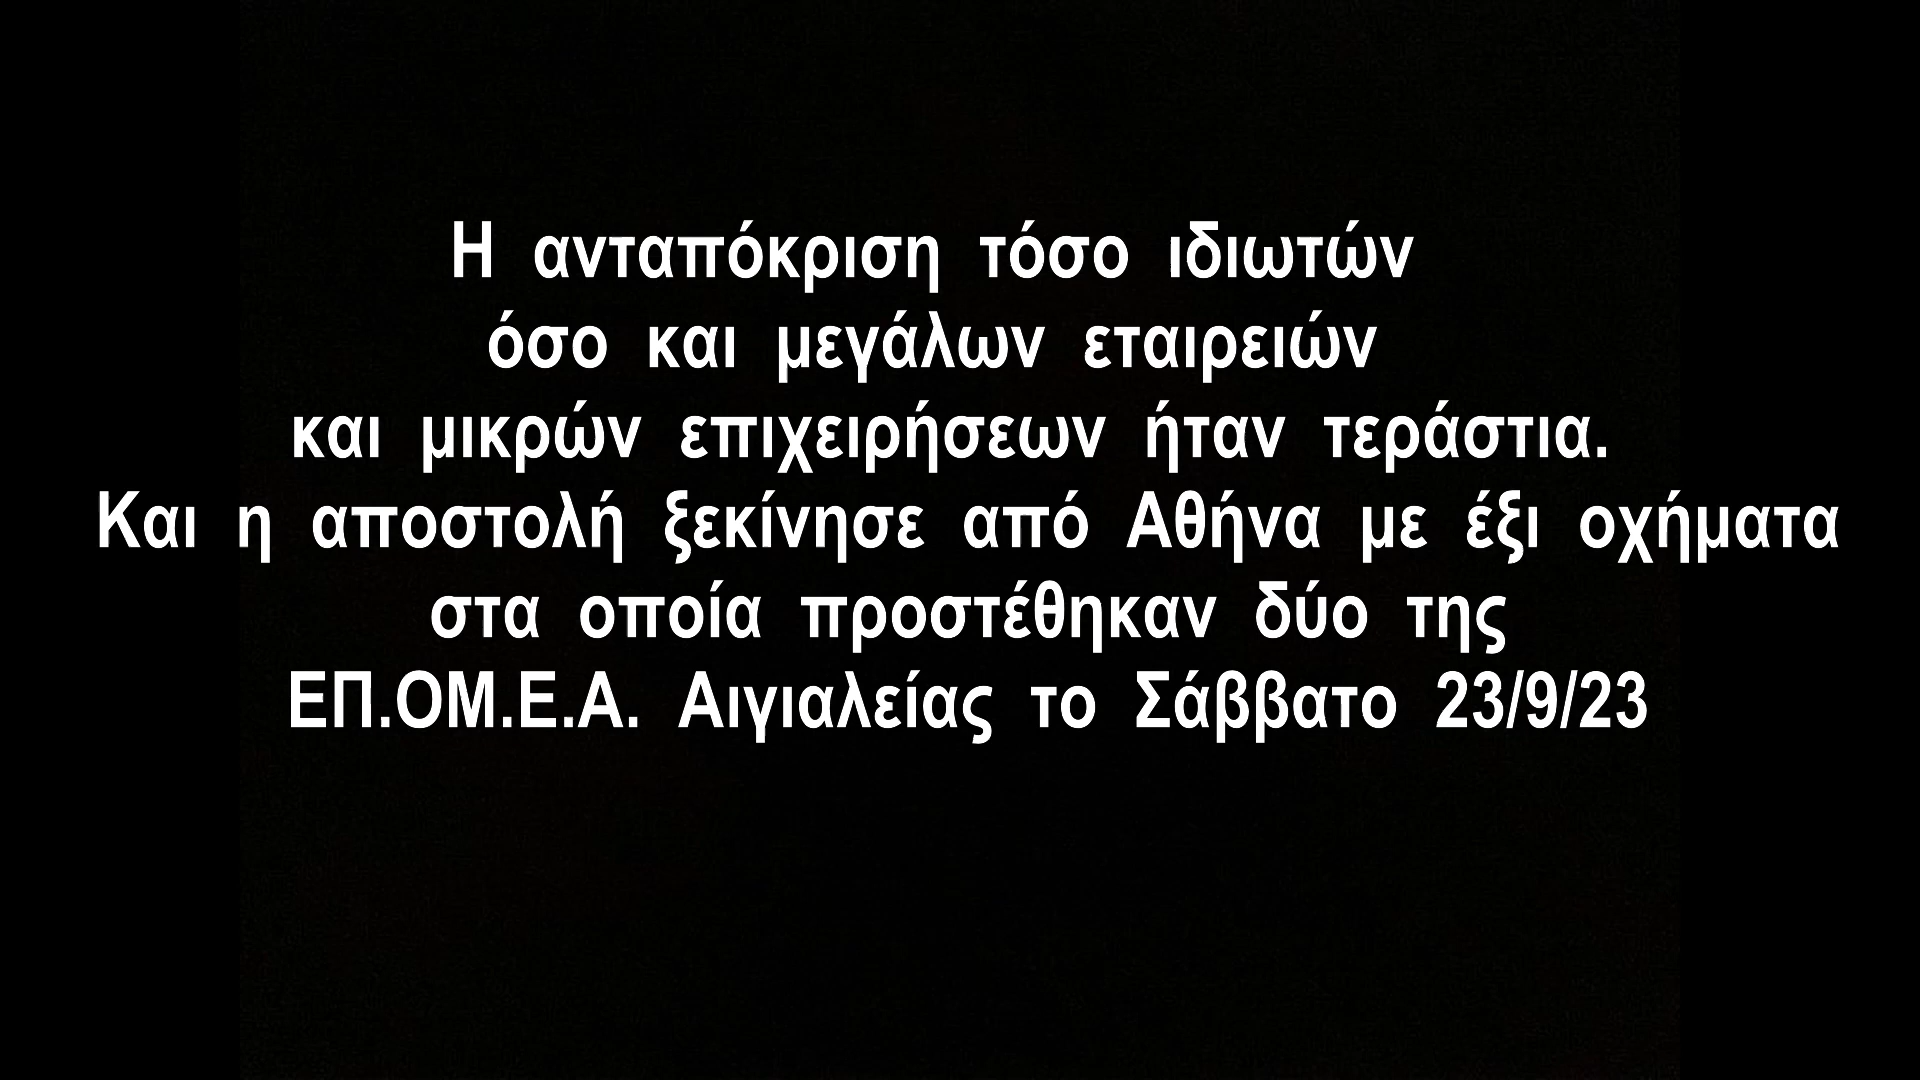 Η ανταπόκριση τόσο ιδιωτών
όσο και μεγάλων εταιρειών
και μικρών επιχειρήσεων ήταν τεράστια.
Και η αποστολή ξεκίνησε από Αθήνα με έξι οχήματα
στα οποία προστέθηκαν δύο της
ΕΠ.ΟΜ.Ε.Α. Αιγιαλείας το Σάββατο 23/9/23